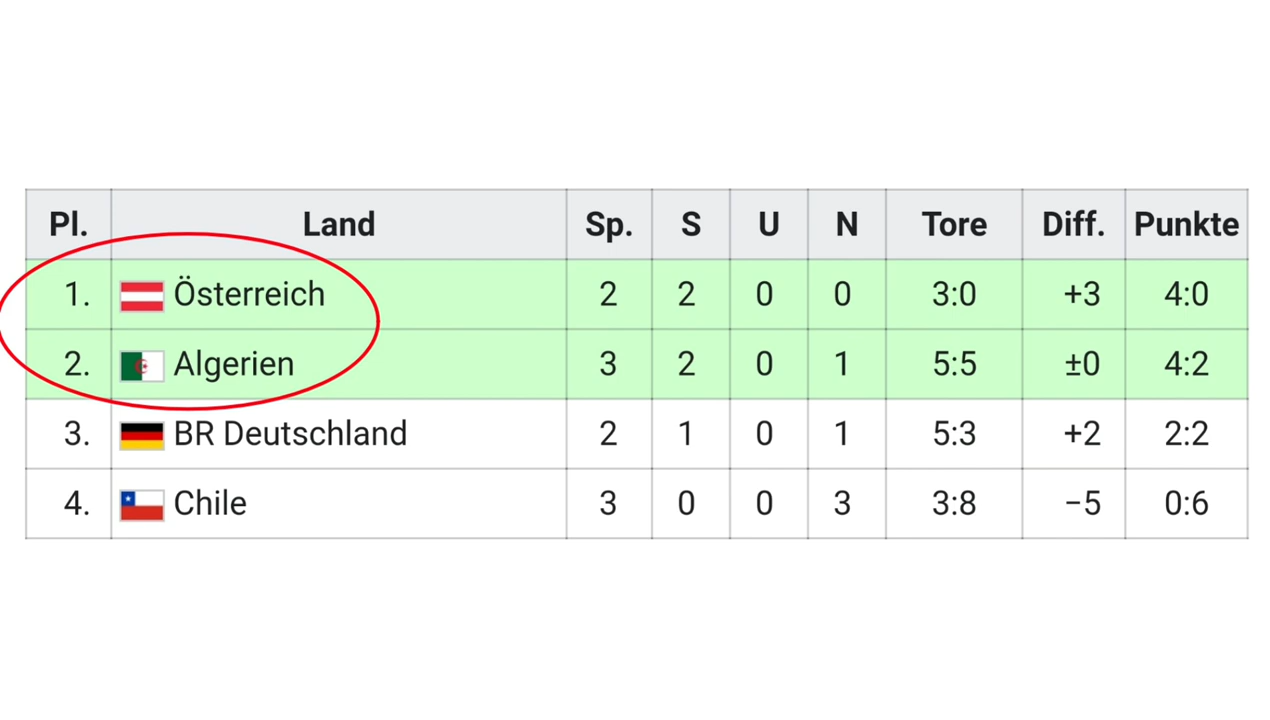 Pl. Land Sp. S U N Tore Diff. Punkte
1. Österreich 2 2 0 0 3:0 +3 4:0
2. Algerien 3 2 0 1 5:5 ±0 4:2
3. BR Deutschland 2 1 0 1 5:3 +2 2:2
4. Chile 3 0 0 3 3:8 −5 0:6